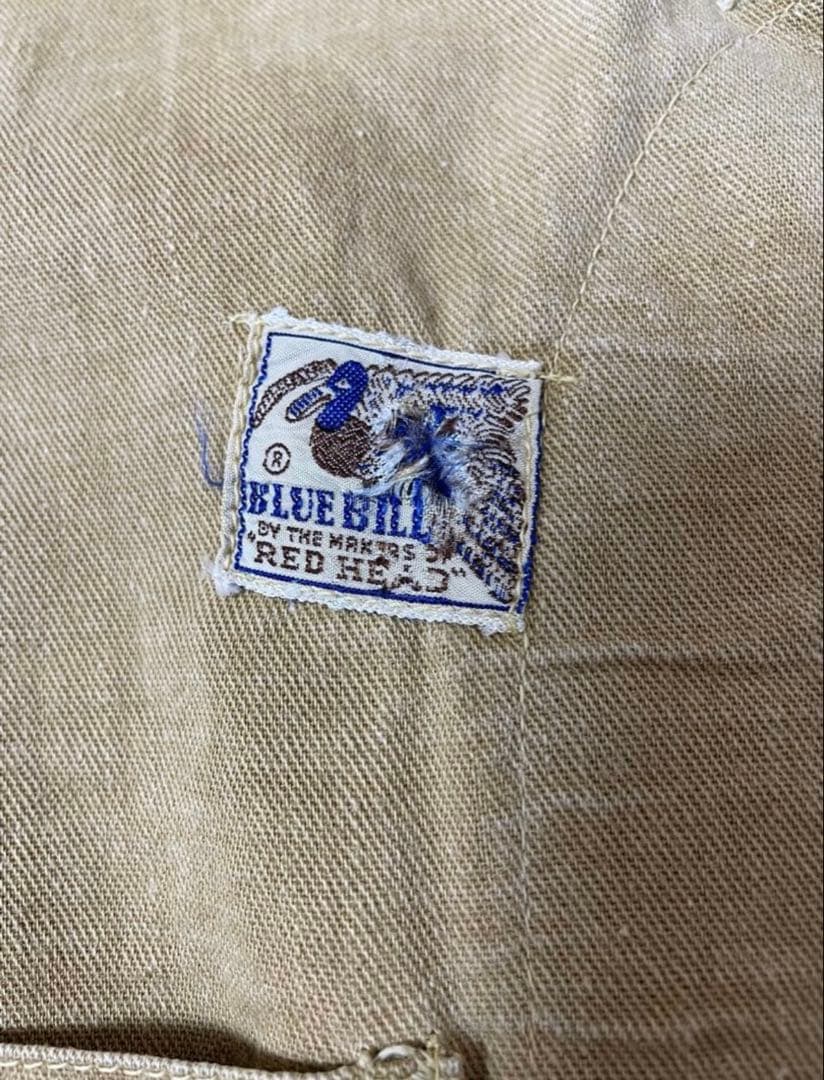 ®
BLUE BILL
BY THE MAKERS
"RED HEAD"